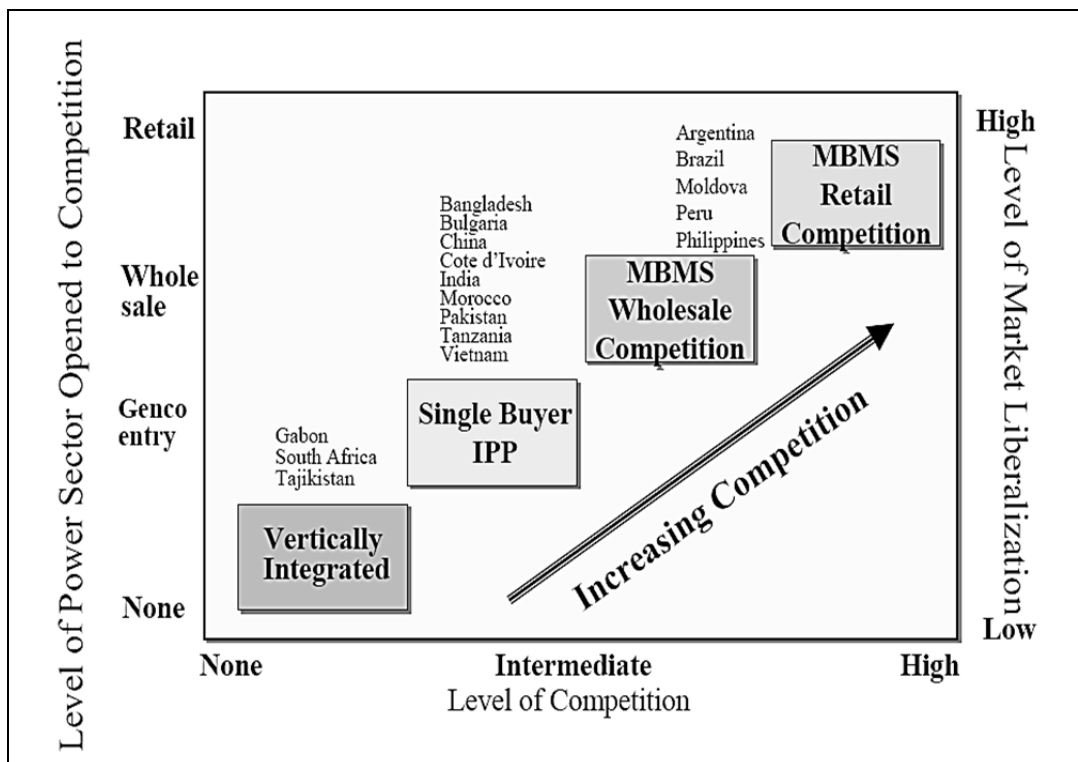 Level of Power Sector Opened to Competition
Retail
Whole
sale
Genco
entry
None
Argentina
Brazil
Moldova
Peru
Philippines
MBMS
Retail
Competition
Bangladesh
Bulgaria
China
Cote d'Ivoire
India
Morocco
Pakistan
Tanzania
Vietnam
MBMS
Wholesale
Competition
Single Buyer
IPP
Gabon
South Africa
Tajikistan
Vertically
Integrated
Increasing Competition
High
Level of Market Liberalization
Low
None
Intermediate
High
Level of Competition